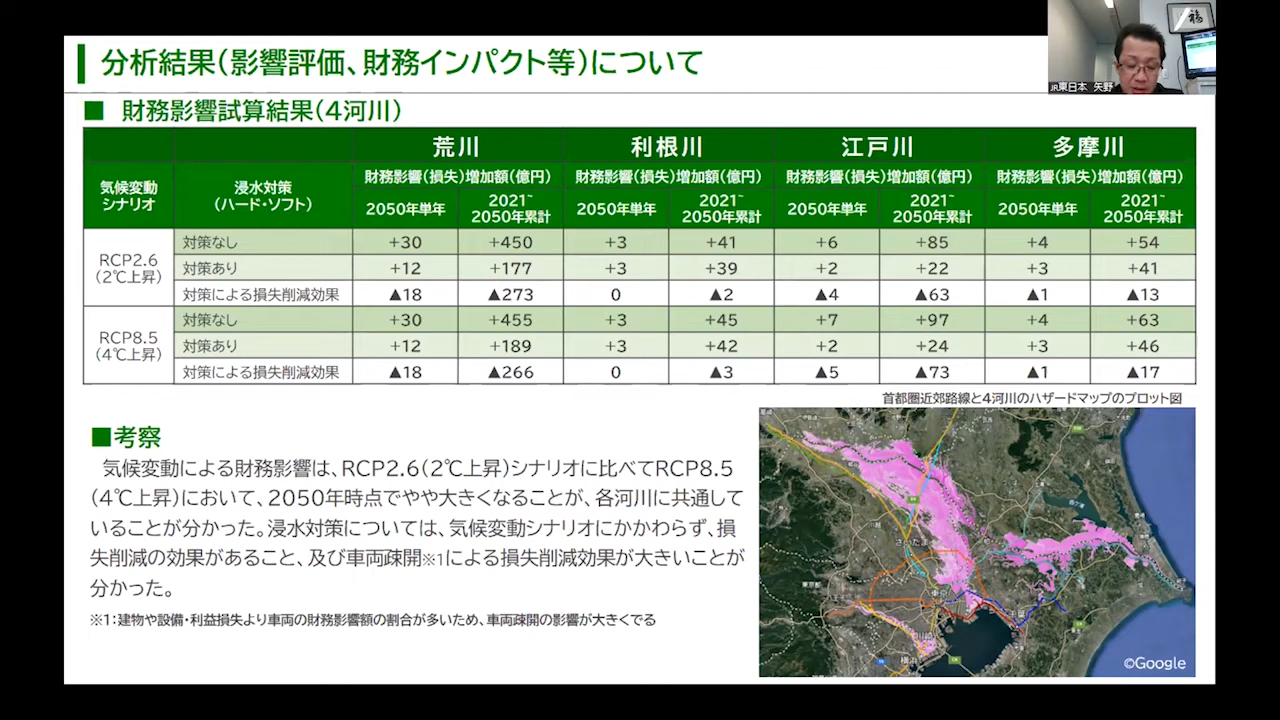 分析結果(影響評価、財務インパクト等)について
JR東日本 矢野
福
■ 財務影響試算結果(4河川)
荒川 利根川 江戸川 多摩川
気候変動シナリオ 浸水対策(ハード・ソフト) 財務影響(損失)増加額(億円) 財務影響(損失)増加額(億円) 財務影響(損失)増加額(億円) 財務影響(損失)増加額(億円)
2050年単年 2021~2050年累計 2050年単年 2021~2050年累計 2050年単年 2021~2050年累計 2050年単年 2021~2050年累計
RCP2.6(2℃上昇)
対策なし +30 +450 +3 +41 +6 +85 +4 +54
対策あり +12 +177 +3 +39 +2 +22 +3 +41
対策による損失削減効果 ▲18 ▲273 0 ▲2 ▲4 ▲63 ▲1 ▲13
RCP8.5(4℃上昇)
対策なし +30 +455 +3 +45 +7 +97 +4 +63
対策あり +12 +189 +3 +42 +2 +24 +3 +46
対策による損失削減効果 ▲18 ▲266 0 ▲3 ▲5 ▲73 ▲1 ▲17
首都圏近郊路線と4河川のハザードマップのプロット図
■考察
気候変動による財務影響は、RCP2.6(2℃上昇)シナリオに比べてRCP8.5
(4℃上昇)において、2050年時点でやや大きくなることが、各河川に共通して
いることが分かった。浸水対策については、気候変動シナリオにかかわらず、損
失削減の効果があること、及び車両疎開※1による損失削減効果が大きいことが
分かった。
※1:建物や設備・利益損失より車両の財務影響額の割合が多いため、車両疎開の影響が大きくでる
さいたま
東京都
東京
千葉
川崎
横浜
©Google